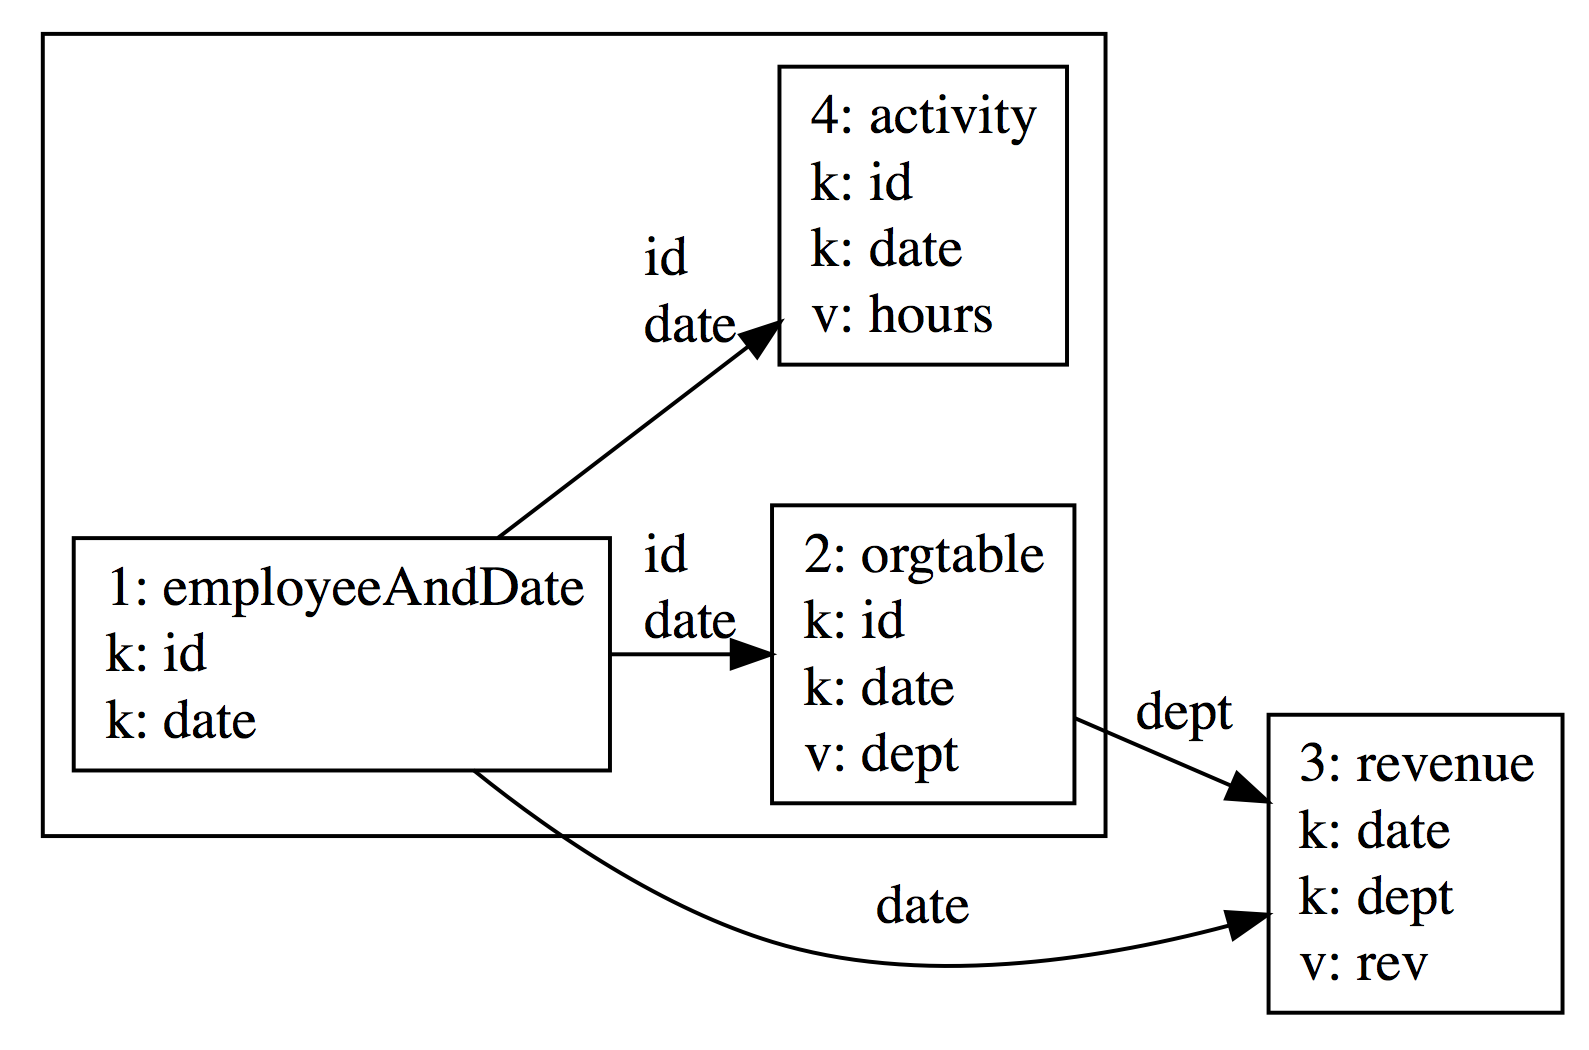 4: activity
k: id
k: date
v: hours
id
date
1: employeeAndDate
k: id
k: date
id
date
2: orgtable
k: id
k: date
v: dept
dept
date
3: revenue
k: date
k: dept
v: rev